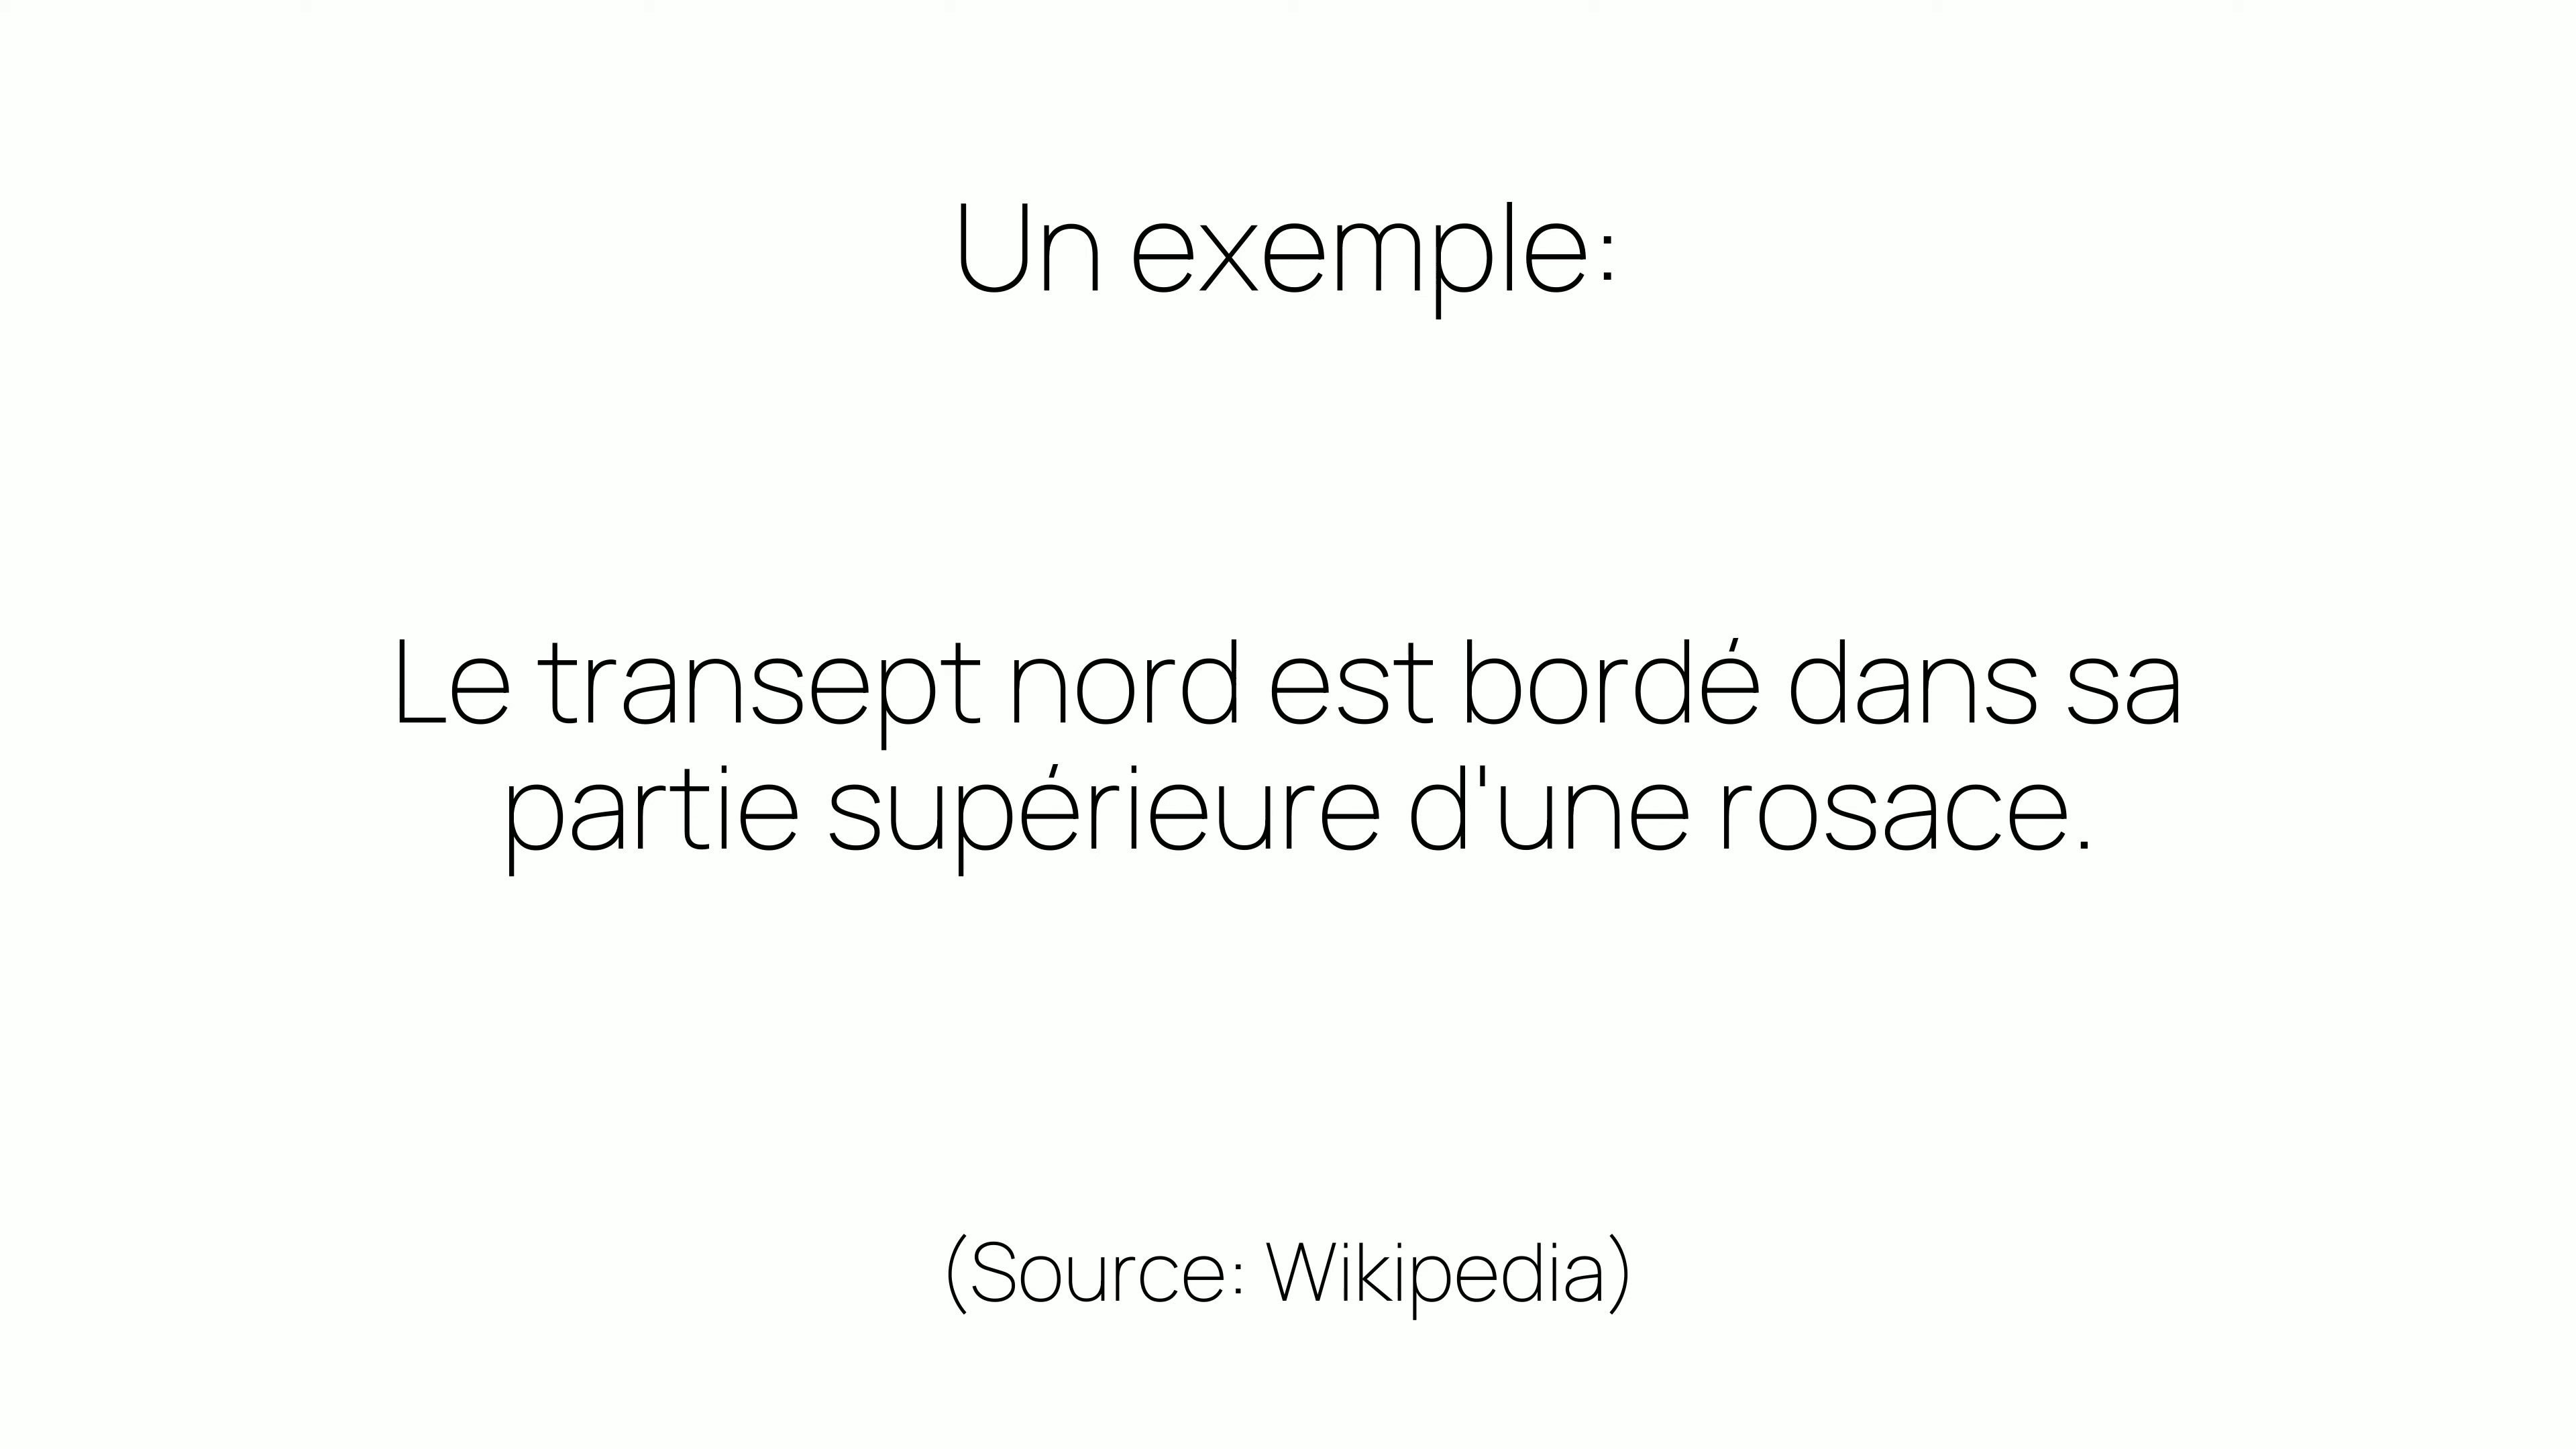 Un exemple:
Le transept nord est bordé dans sa
partie supérieure d'une rosace.
(Source: Wikipedia)